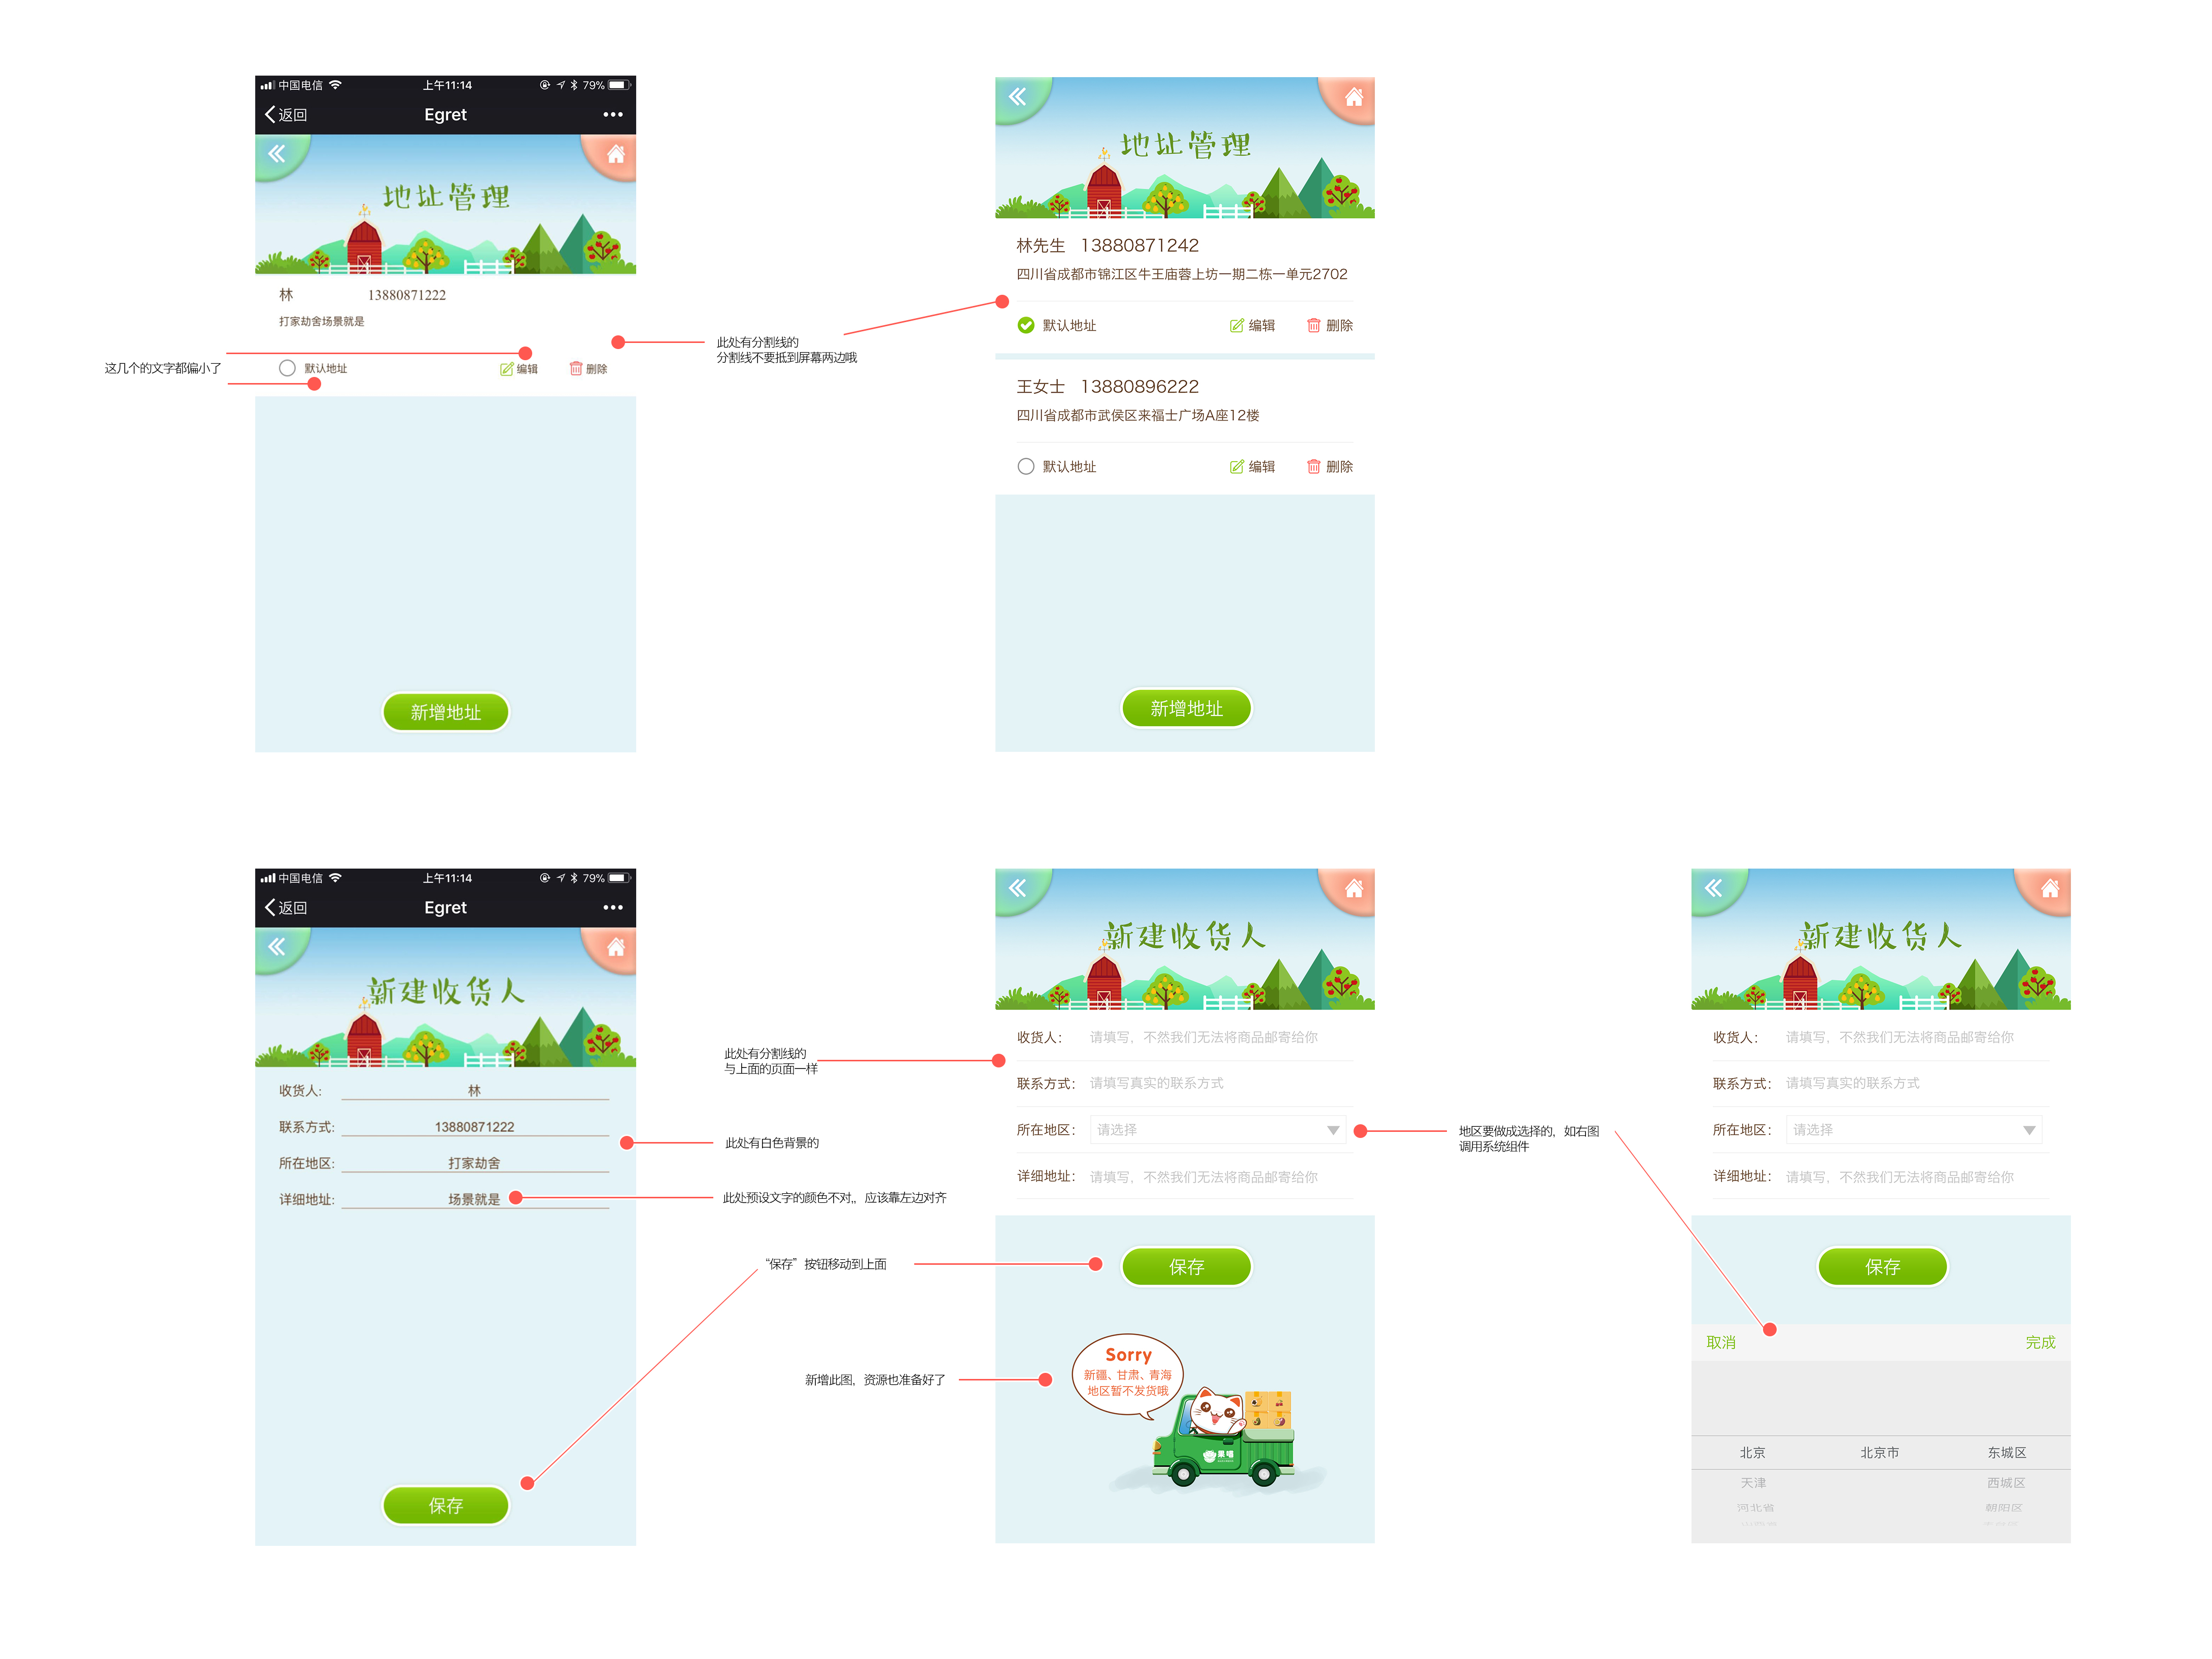 中国电信 上午11:14 79%
返回 Egret
地址管理
林 13880871222
打家劫舍场景就是
默认地址 编辑 删除
新增地址
这几个的文字都偏小了
此处有分割线的
分割线不要抵到屏幕两边哦
地址管理
林先生 13880871242
四川省成都市锦江区牛王庙蓉上坊一期二栋一单元2702
默认地址 编辑 删除
王女士 13880896222
四川省成都市武侯区来福士广场A座12楼
默认地址 编辑 删除
新增地址
中国电信 上午11:14 79%
返回 Egret
新建收货人
收货人: 林
联系方式: 13880871222
所在地区: 打家劫舍
详细地址: 场景就是
保存
此处有分割线的
与上面的页面一样
此处有白色背景的
此处预设文字的颜色不对,, 应该靠左边对齐
“保存”按钮移动到上面
新增此图，资源也准备好了
新建收货人
收货人： 请填写，不然我们无法将商品邮寄给你
联系方式： 请填写真实的联系方式
所在地区： 请选择
详细地址： 请填写，不然我们无法将商品邮寄给你
保存
Sorry
新疆、甘肃、青海
地区暂不发货哦
果喵
地区要做成选择的，如右图
调用系统组件
新建收货人
收货人： 请填写，不然我们无法将商品邮寄给你
联系方式： 请填写真实的联系方式
所在地区： 请选择
详细地址： 请填写，不然我们无法将商品邮寄给你
保存
取消 完成
北京 北京市 东城区
天津 西城区
河北省 朝阳区